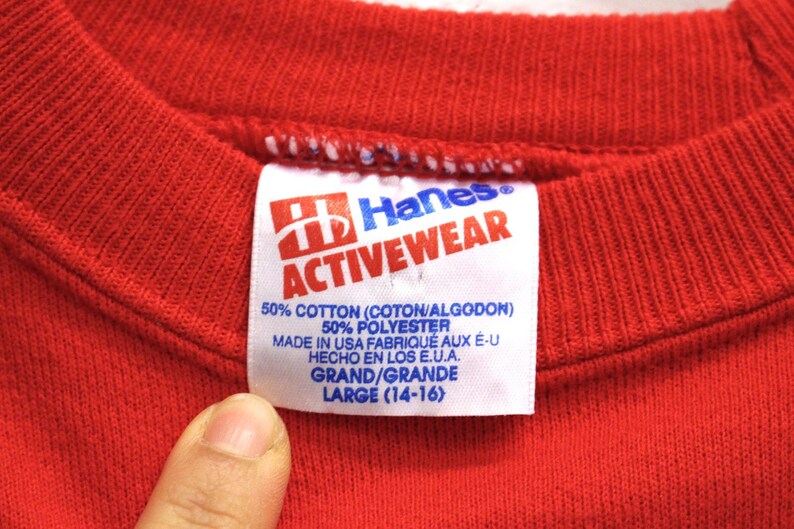 Hanes®
ACTIVEWEAR
50% COTTON (COTON/ALGODON)
50% POLYESTER
MADE IN USA FABRIQUÉ AUX É-U
HECHO EN LOS E.U.A.
GRAND/GRANDE
LARGE (14-16)